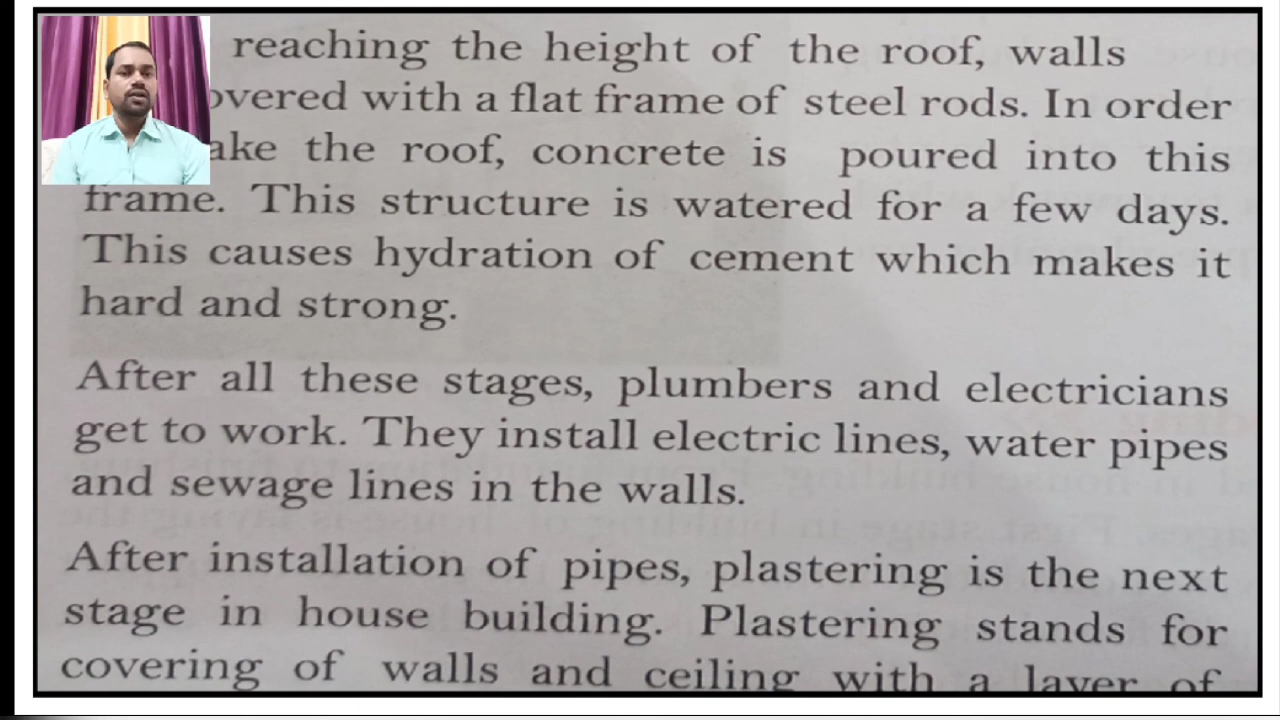 reaching the height of the roof, walls
overed with a flat frame of steel rods. In order
ake the roof, concrete is poured into this
frame. This structure is watered for a few days.
This causes hydration of cement which makes it
hard and strong.
After all these stages, plumbers and electricians
get to work. They install electric lines, water pipes
and sewage lines in the walls.
After installation of pipes, plastering is the next
stage in house building. Plastering stands for
covering of walls and ceiling with a layer of